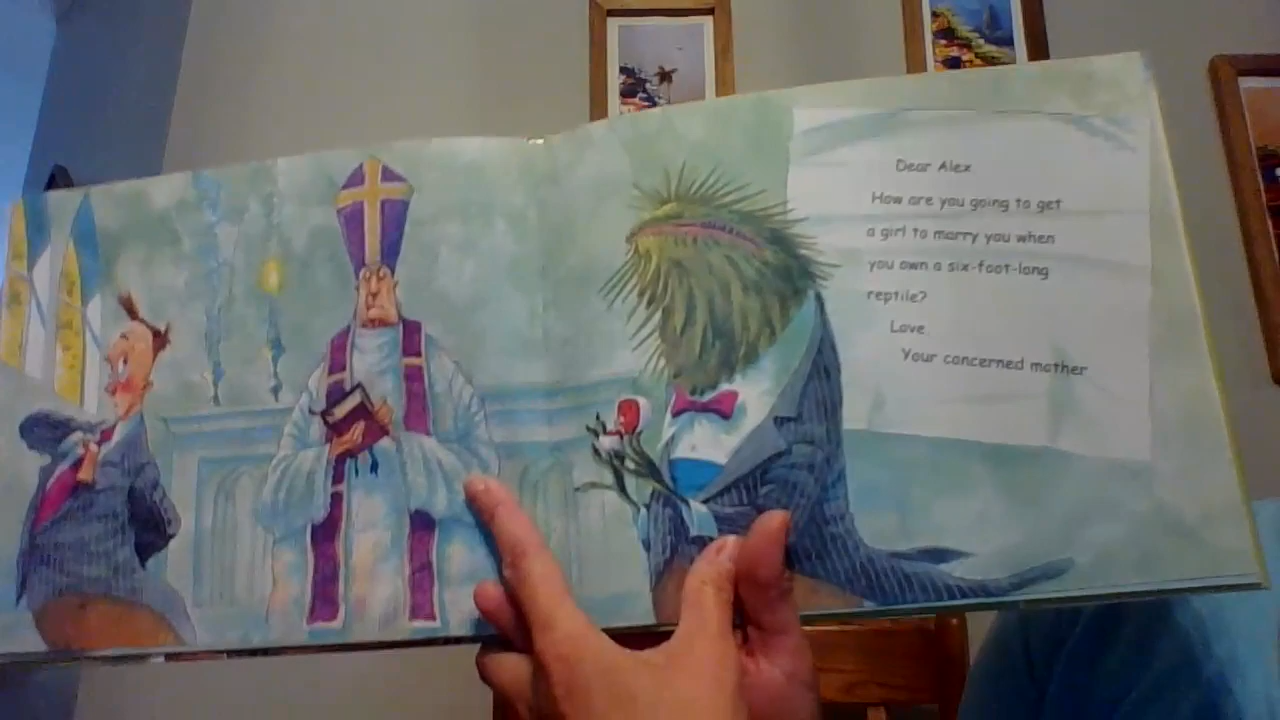 Dear Alex
How are you going to get
a girl to marry you when
you own a six-foot-long
reptile?
Love
Your concerned mother